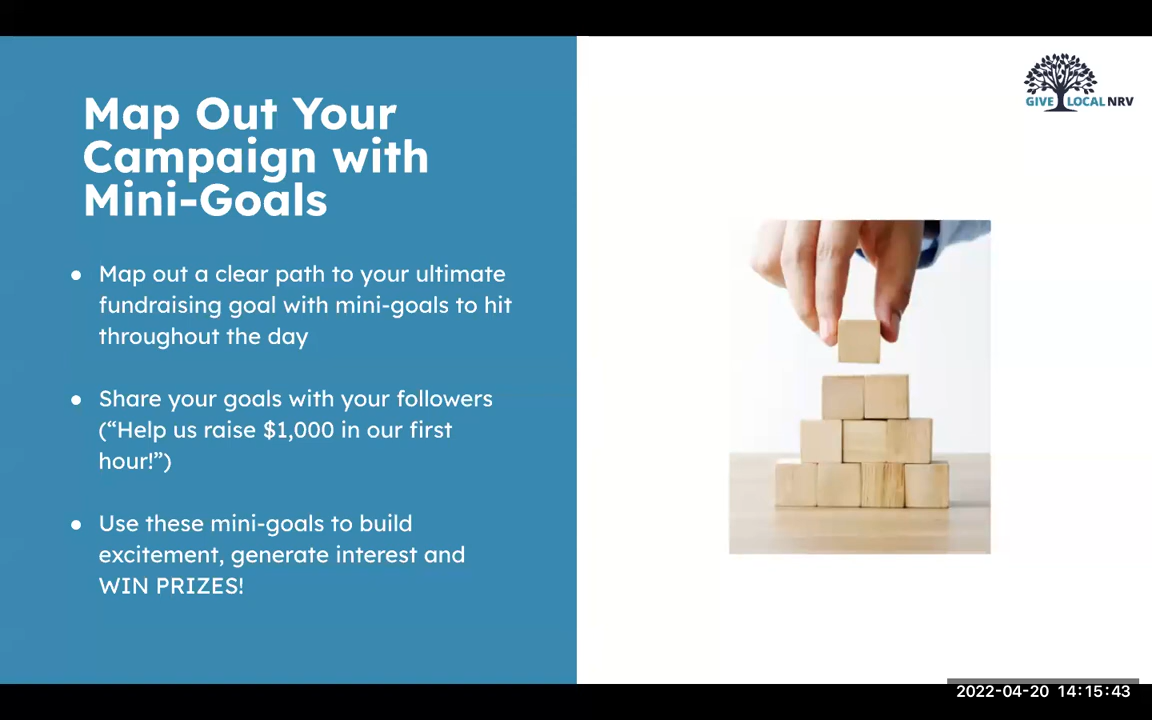 Map Out Your
Campaign with
Mini-Goals
● Map out a clear path to your ultimate
fundraising goal with mini-goals to hit
throughout the day
● Share your goals with your followers
(“Help us raise $1,000 in our first
hour!”)
● Use these mini-goals to build
excitement, generate interest and
WIN PRIZES!
GIVE LOCAL NRV
2022-04-20 14:15:43